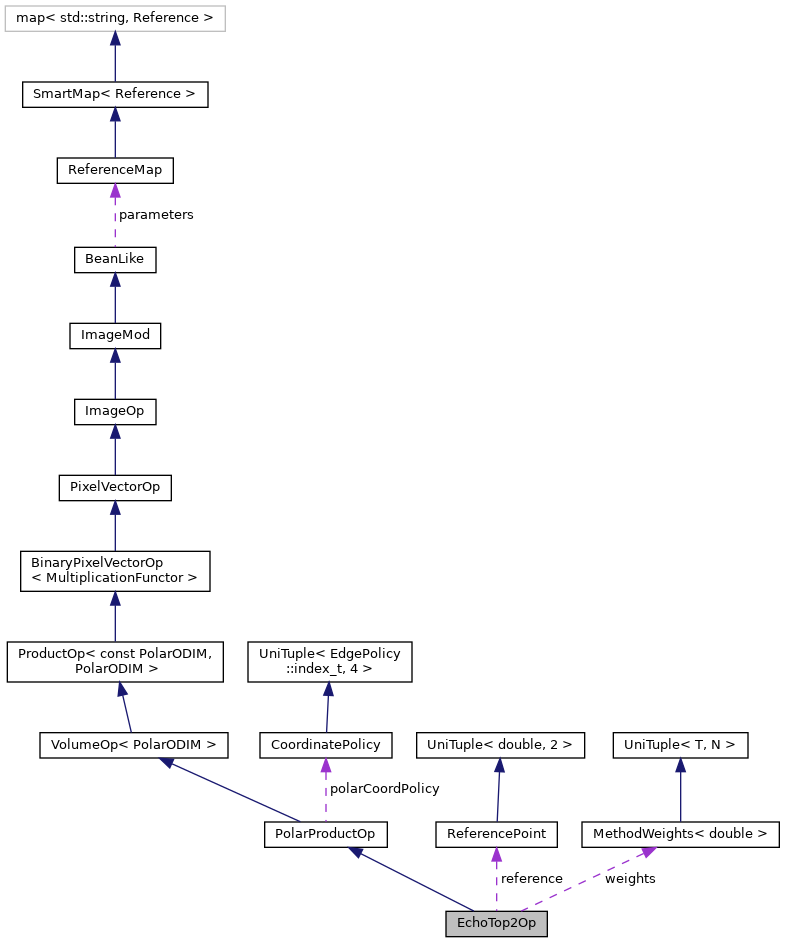 map< std::string, Reference >
SmartMap< Reference >
ReferenceMap
parameters
BeanLike
ImageMod
ImageOp
PixelVectorOp
BinaryPixelVectorOp
< MultiplicationFunctor >
ProductOp< const PolarODIM,
PolarODIM >
UniTuple< EdgePolicy
::index_t, 4 >
VolumeOp< PolarODIM >
CoordinatePolicy
UniTuple< double, 2 >
UniTuple< T, N >
polarCoordPolicy
PolarProductOp
ReferencePoint
MethodWeights< double >
reference
weights
EchoTop2Op